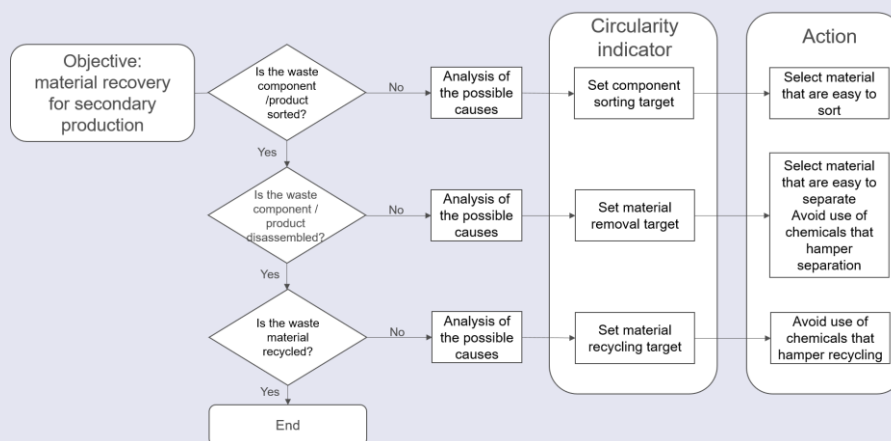 Objective:
material recovery
for secondary
production
Is the waste
component
/product
sorted?
No
Analysis of
the possible
causes
Circularity
indicator
Set component
sorting target
Action
Select material
that are easy to
sort
Yes
Is the waste
component /
product
disassembled?
No
Analysis of
the possible
causes
Set material
removal target
Select material
that are easy to
separate
Avoid use of
chemicals that
hamper
separation
Yes
Is the waste
material
recycled?
No
Analysis of
the possible
causes
Set material
recycling target
Avoid use of
chemicals that
hamper recycling
Yes
End